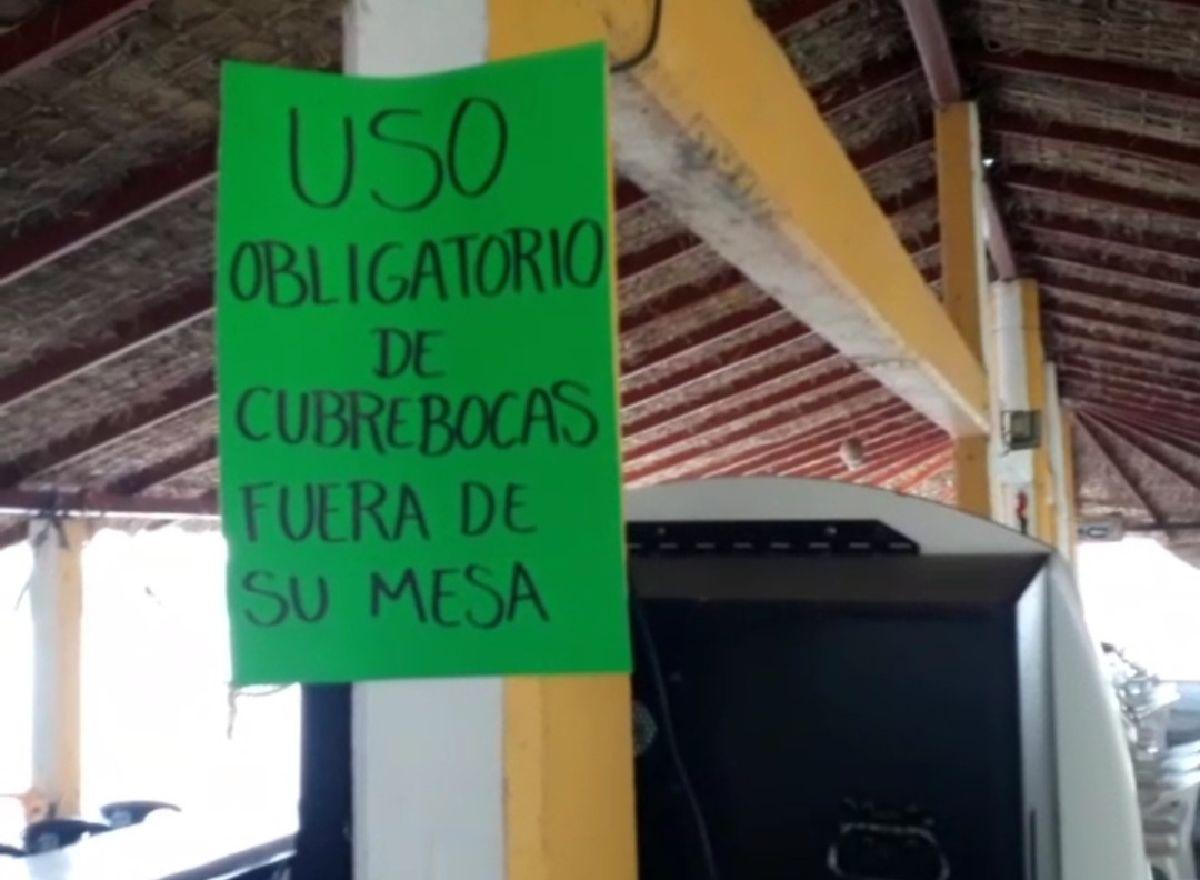 USO
OBLIGATORIO
DE
CUBREBOCAS
FUERA DE
SU MESA